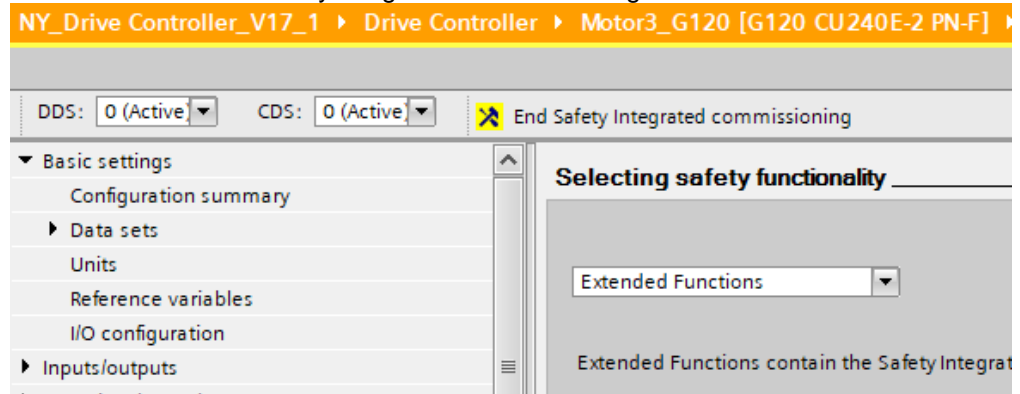 NY_Drive Controller_V17_1 ▸ Drive Controller ▸ Motor3_G120 [G120 CU240E-2 PN-F] ▸
DDS: 0 (Active) CDS: 0 (Active) End Safety Integrated commissioning
Basic settings
Configuration summary
Data sets
Units
Reference variables
I/O configuration
Inputs/outputs
Selecting safety functionality
Extended Functions
Extended Functions contain the Safety Integrat